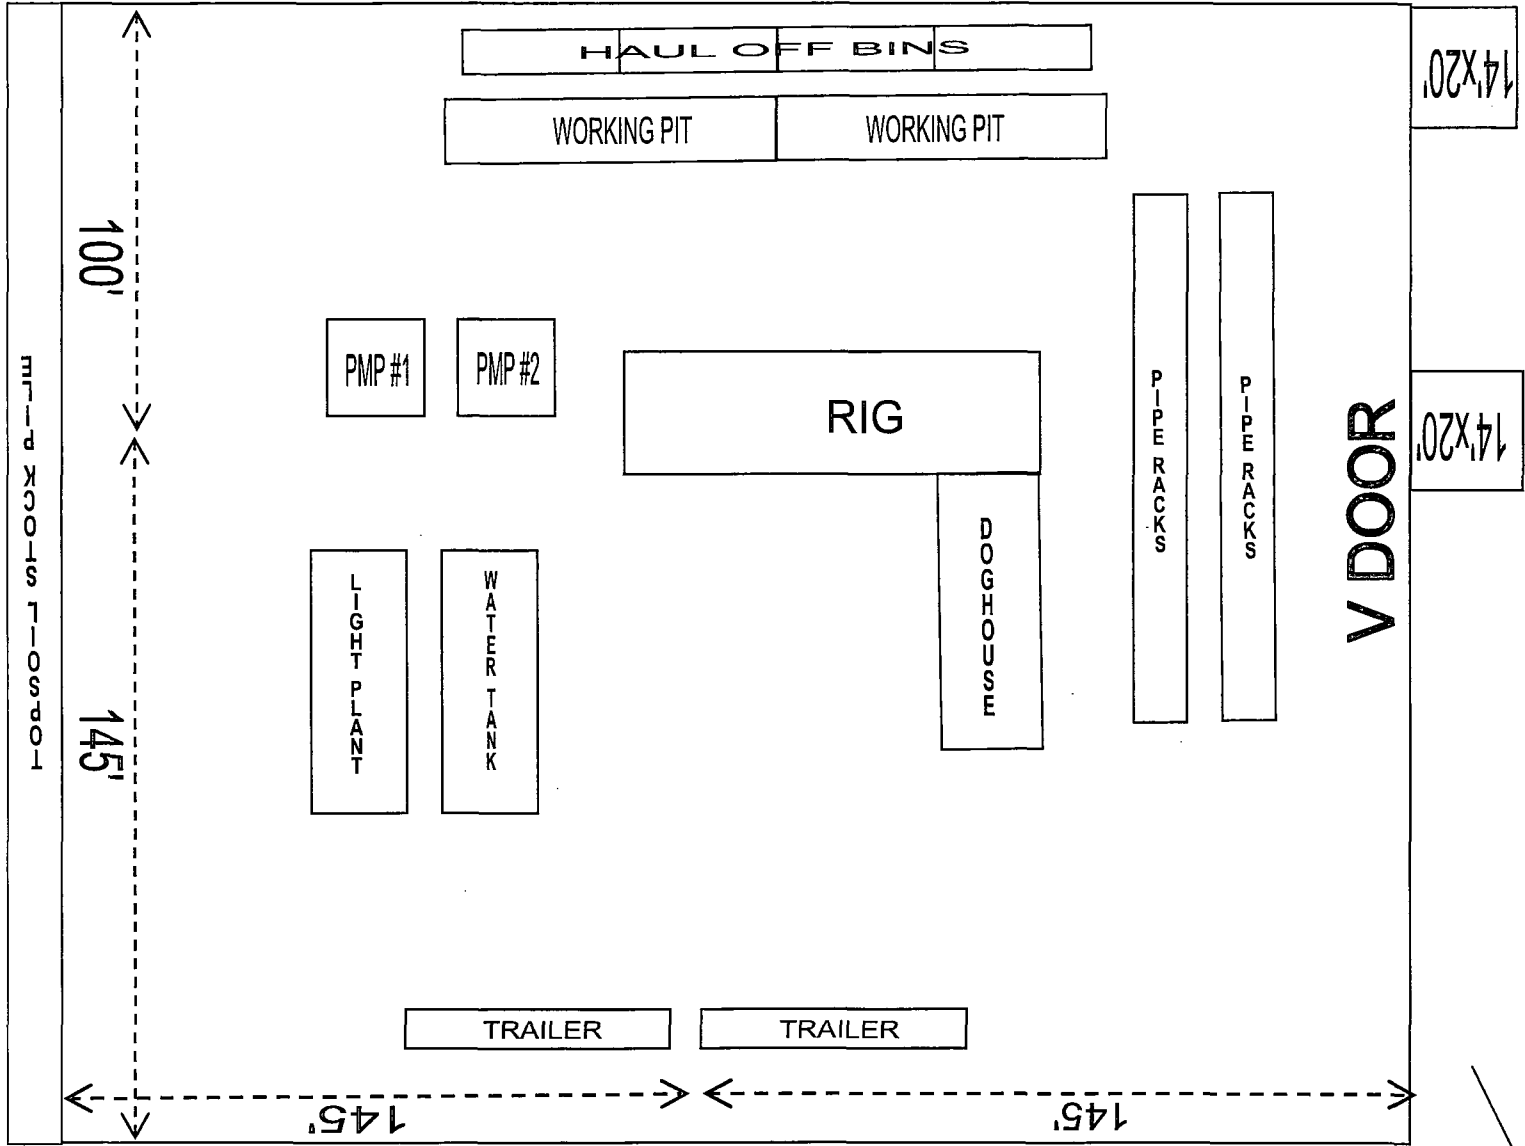 HAUL OFF BINS
14'x20'
WORKING PIT
WORKING PIT
100'
PMP #1
PMP #2
RIG
PIPE RACKS
PIPE RACKS
V DOOR
14'x20'
TOPSOIL STOCK PILE
DOGHOUSE
LIGHT PLANT
WATER TANK
145'
TRAILER
TRAILER
145'
145'